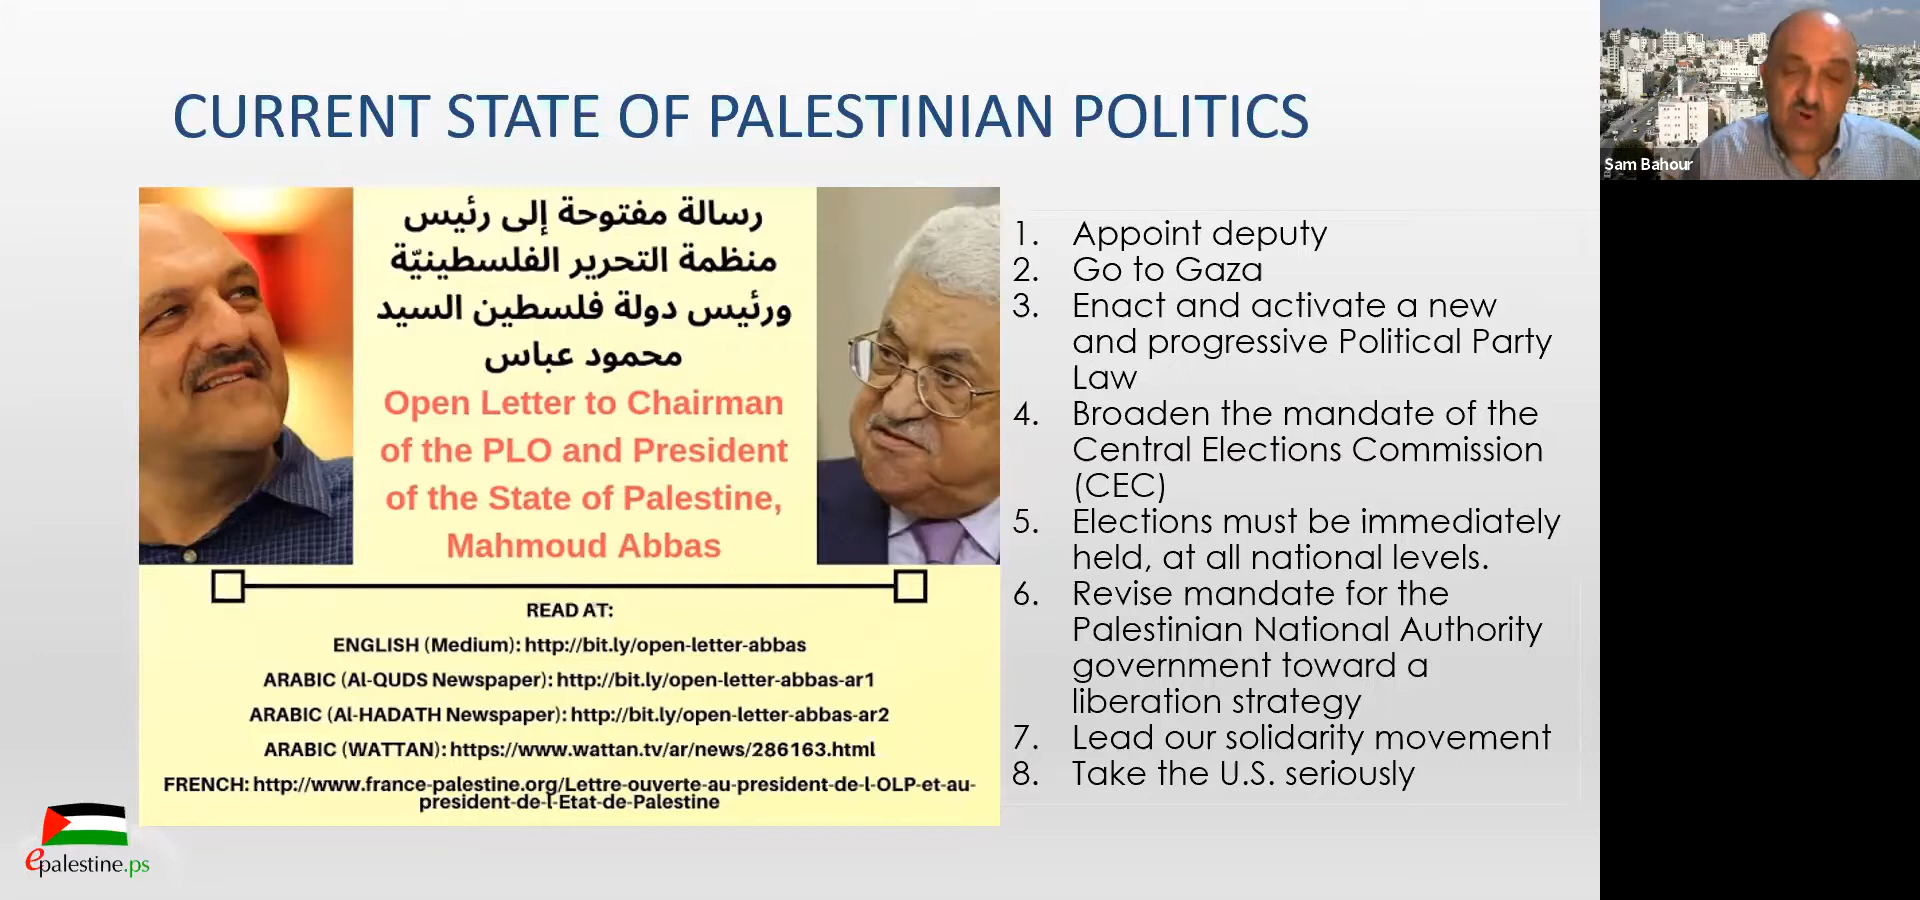 CURRENT STATE OF PALESTINIAN POLITICS
رسالة مفتوحة إلى رئيس
منظمة التحرير الفلسطينيّة
ورئيس دولة فلسطين السيد
محمود عباس
Open Letter to Chairman
of the PLO and President
of the State of Palestine,
Mahmoud Abbas
READ AT:
ENGLISH (Medium): http://bit.ly/open-letter-abbas
ARABIC (Al-QUDS Newspaper): http://bit.ly/open-letter-abbas-ar1
ARABIC (Al-HADATH Newspaper): http://bit.ly/open-letter-abbas-ar2
ARABIC (WATTAN): https://www.wattan.tv/ar/news/286163.html
FRENCH: http://www.france-palestine.org/Lettre-ouverte-au-president-de-l-OLP-et-au-
president-de-l-Etat-de-Palestine
1. Appoint deputy
2. Go to Gaza
3. Enact and activate a new
and progressive Political Party
Law
4. Broaden the mandate of the
Central Elections Commission
(CEC)
5. Elections must be immediately
held, at all national levels.
6. Revise mandate for the
Palestinian National Authority
government toward a
liberation strategy
7. Lead our solidarity movement
8. Take the U.S. seriously
epalestine.ps
Sam Bahour